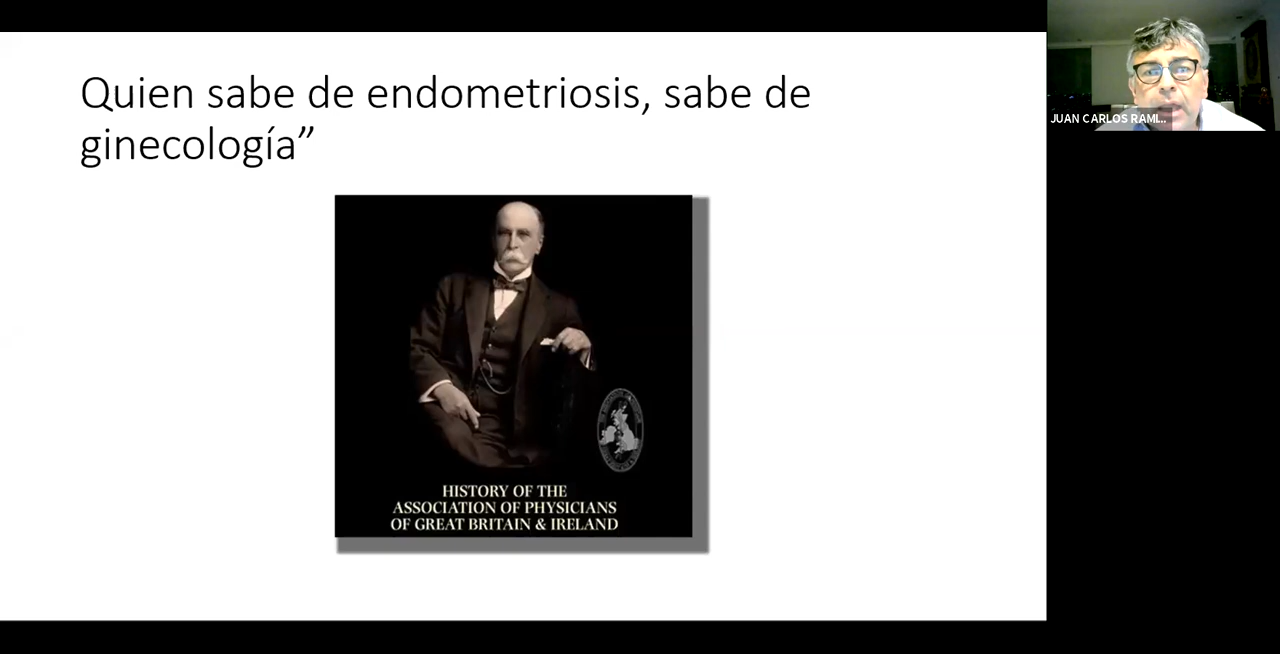 Quien sabe de endometriosis, sabe de
ginecología”
JUAN CARLOS RAMI...
HISTORY OF THE
ASSOCIATION OF PHYSICIANS
OF GREAT BRITAIN & IRELAND